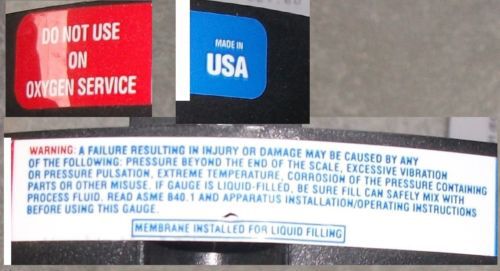 DO NOT USE
ON
OXYGEN SERVICE
MADE IN
USA
WARNING: A FAILURE RESULTING IN INJURY OR DAMAGE MAY BE CAUSED BY ANY
OF THE FOLLOWING: PRESSURE BEYOND THE END OF THE SCALE, EXCESSIVE VIBRATION
OR PRESSURE PULSATION, EXTREME TEMPERATURE, CORROSION OF THE PRESSURE CONTAINING
PARTS OR OTHER MISUSE. IF GAUGE IS LIQUID-FILLED, BE SURE FILL CAN SAFELY MIX WITH
PROCESS FLUID. READ ASME B40.1 AND APPARATUS INSTALLATION/OPERATING INSTRUCTIONS
BEFORE USING THIS GAUGE.
MEMBRANE INSTALLED FOR LIQUID FILLING